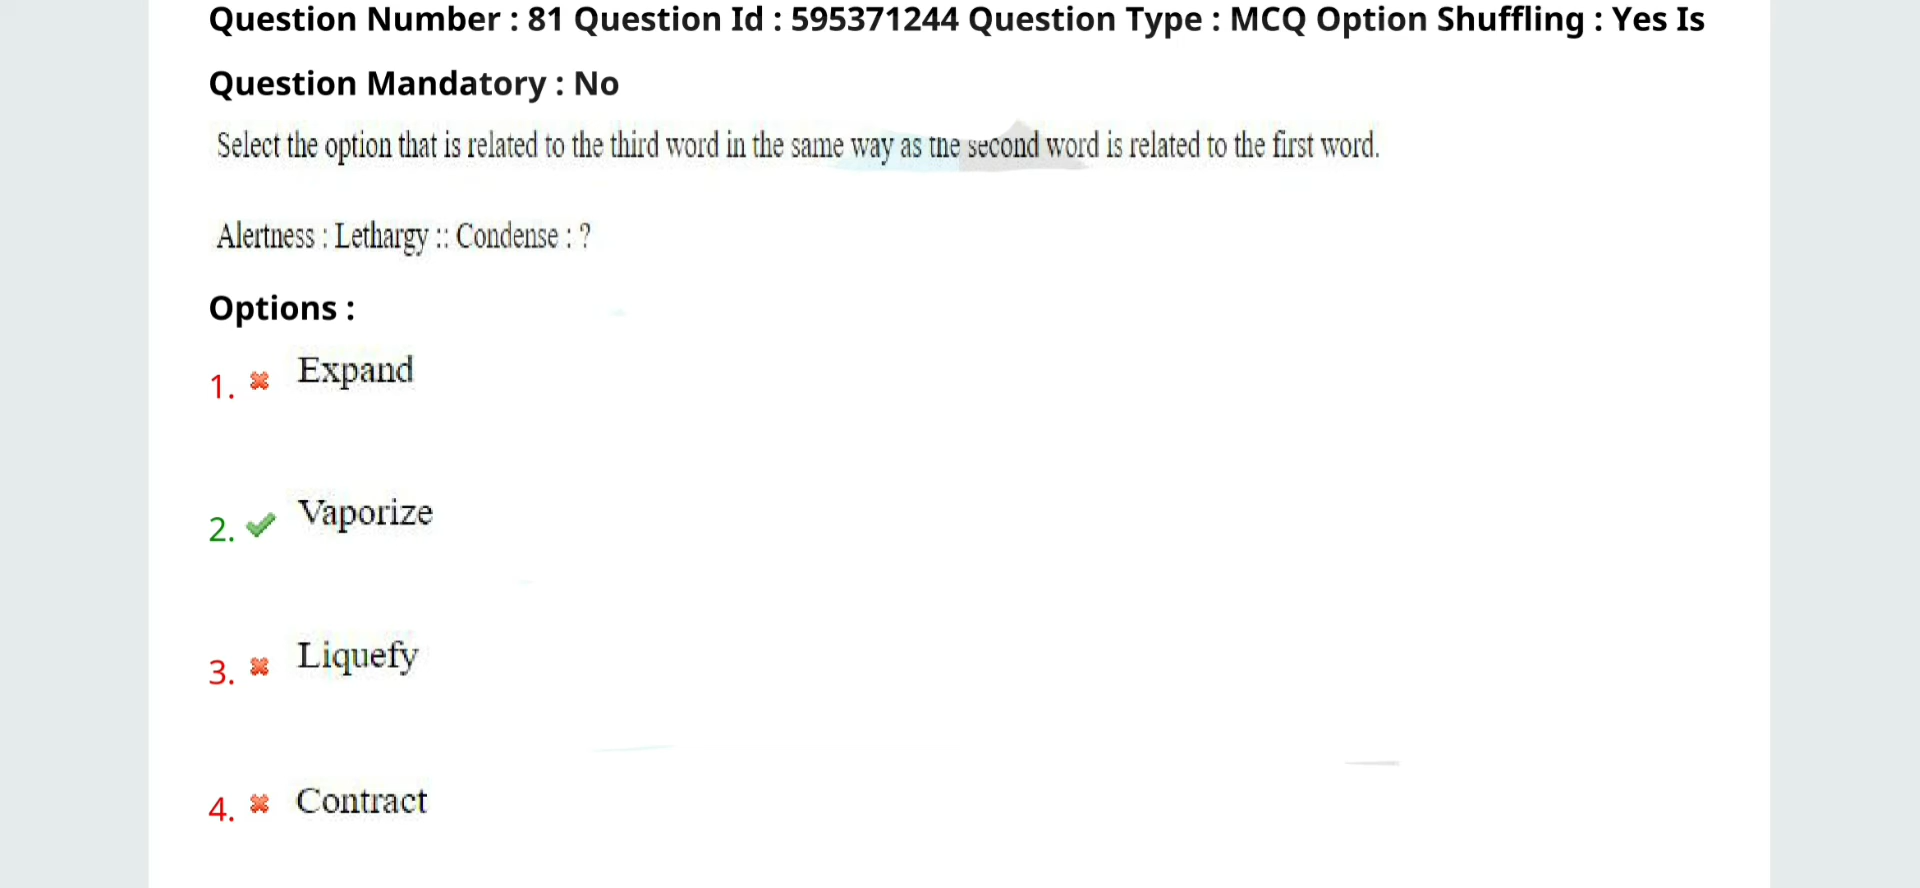 Question Number : 81 Question Id : 595371244 Question Type : MCQ Option Shuffling : Yes Is
Question Mandatory : No
Select the option that is related to the third word in the same way as the second word is related to the first word.
Alertness : Lethargy :: Condense : ?
Options :
1. Expand
2. Vaporize
3. Liquefy
4. Contract